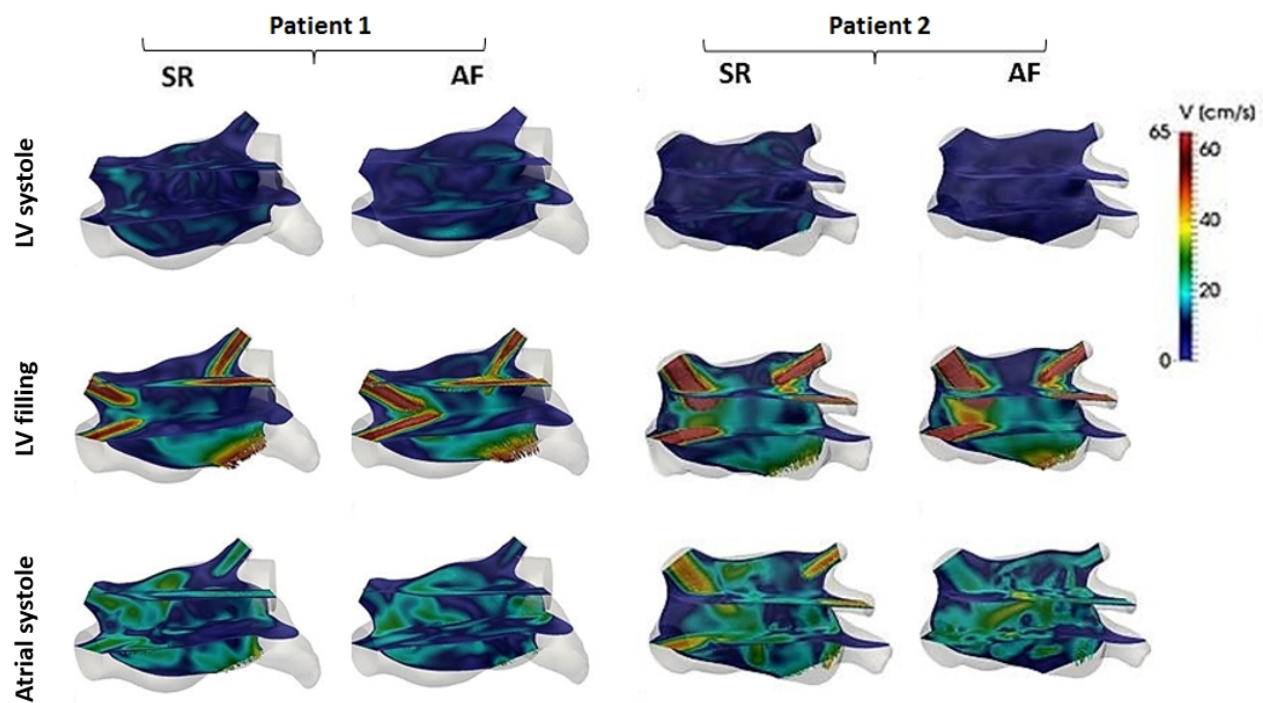 Patient 1
Patient 2
SR
AF
SR
AF
V (cm/s)
65
60
40
20
0
LV systole
LV filling
Atrial systole